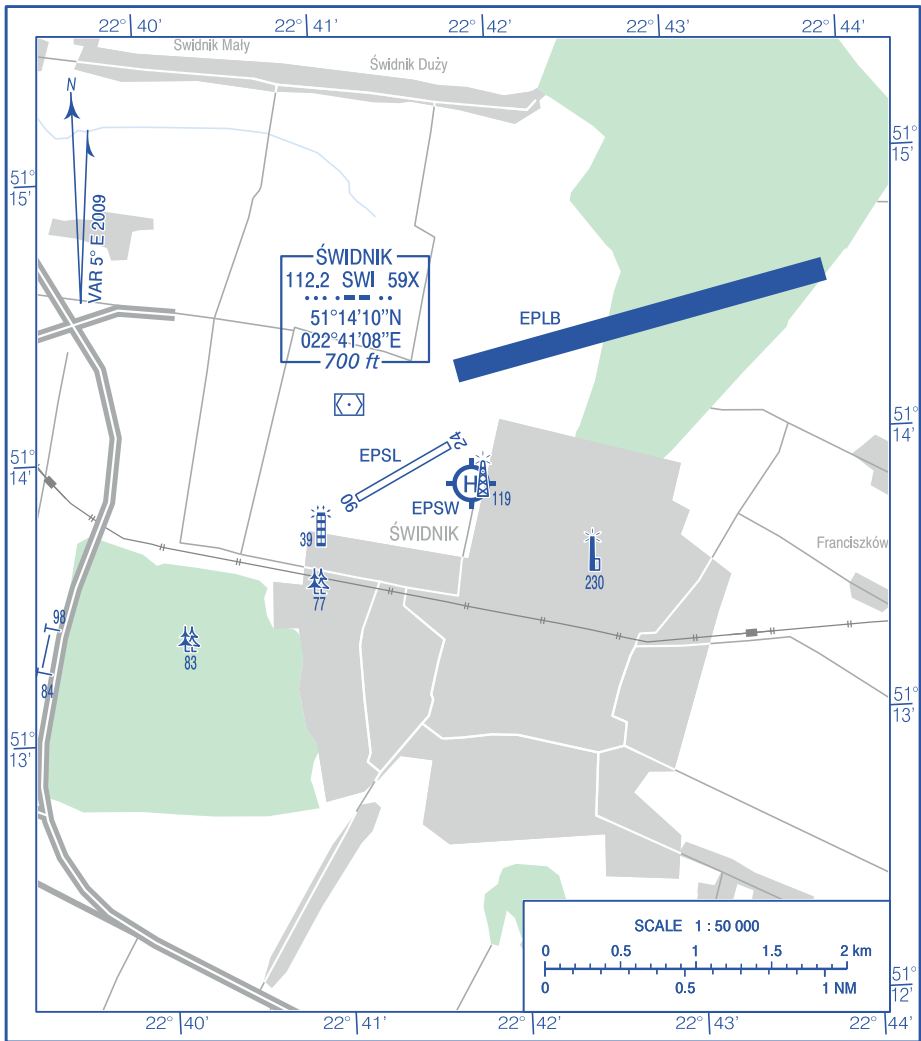 22° 40' 22° 41' 22° 42' 22° 43' 22° 44'
Świdnik Mały
Świdnik Duży
N
VAR 5° E 2009
51°
15'
51°
15'
ŚWIDNIK
112.2 SWI 59X
51°14'10"N
022°41'08"E
700 ft
EPLB
51°
14'
51°
14'
EPSL
24
06
H
119
EPSW
ŚWIDNIK
39
230
Franciszków
77
98
83
84
51°
13'
51°
13'
SCALE 1 : 50 000
0 0.5 1 1.5 2 km
0 0.5 1 NM
51°
12'
22° 40' 22° 41' 22° 42' 22° 43' 22° 44'